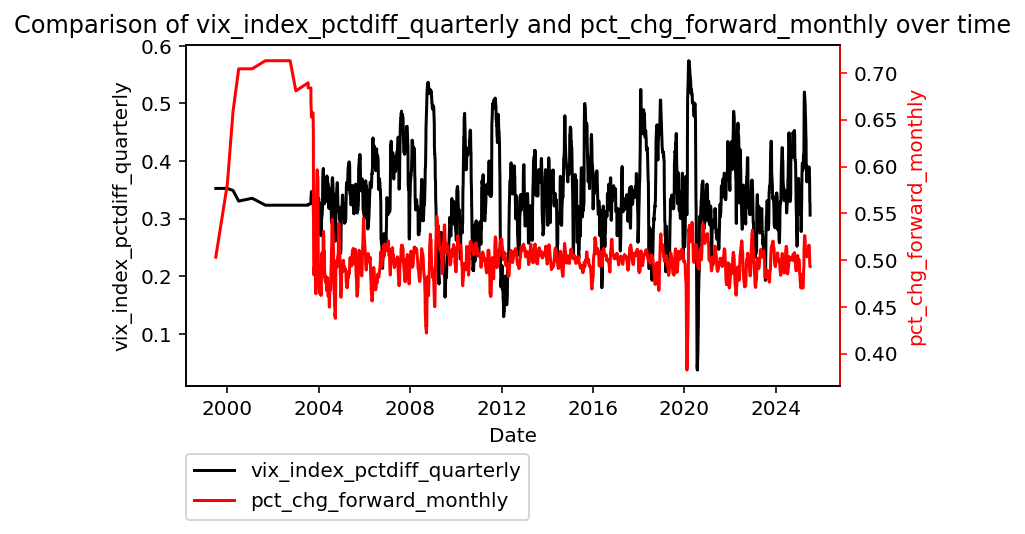 Comparison of vix_index_pctdiff_quarterly and pct_chg_forward_monthly over time
vix_index_pctdiff_quarterly
0.6
0.5
0.4
0.3
0.2
0.1
0.70
0.65
0.60
0.55
0.50
0.45
0.40
pct_chg_forward_monthly
2000 2004 2008 2012 2016 2020 2024
Date
vix_index_pctdiff_quarterly
pct_chg_forward_monthly